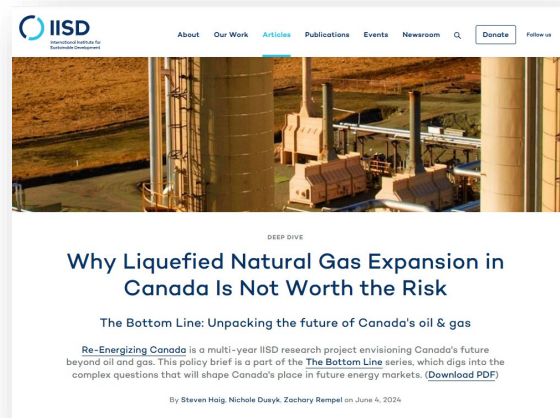 IISD
International Institute for
Sustainable Development
About Our Work Articles Publications Events Newsroom Donate Follow us
DEEP DIVE
Why Liquefied Natural Gas Expansion in
Canada Is Not Worth the Risk
The Bottom Line: Unpacking the future of Canada's oil & gas
Re-Energizing Canada is a multi-year IISD research project envisioning Canada's future
beyond oil and gas. This policy brief is a part of the The Bottom Line series, which digs into the
complex questions that will shape Canada's place in future energy markets. (Download PDF)
By Steven Haig, Nichole Dusyk, Zachary Rempel on June 4, 2024